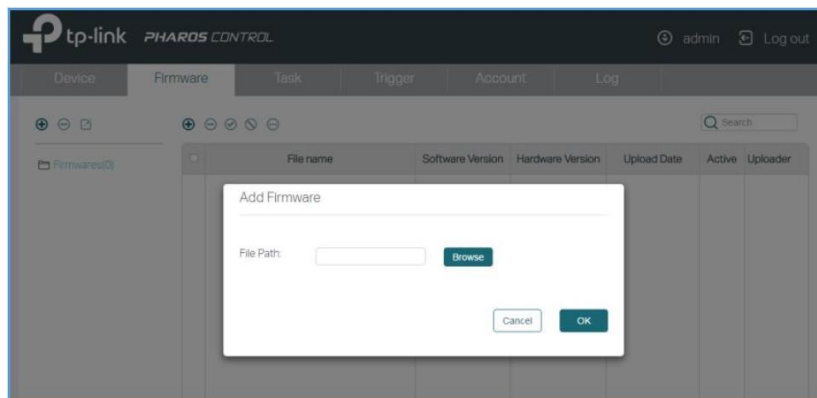 tp-link PHAROS CONTROL admin Log out
Device Firmware Task Trigger Account Log
Search
Firmwares(0)
File name Software Version Hardware Version Upload Date Active Uploader
Add Firmware
File Path: Browse
Cancel OK